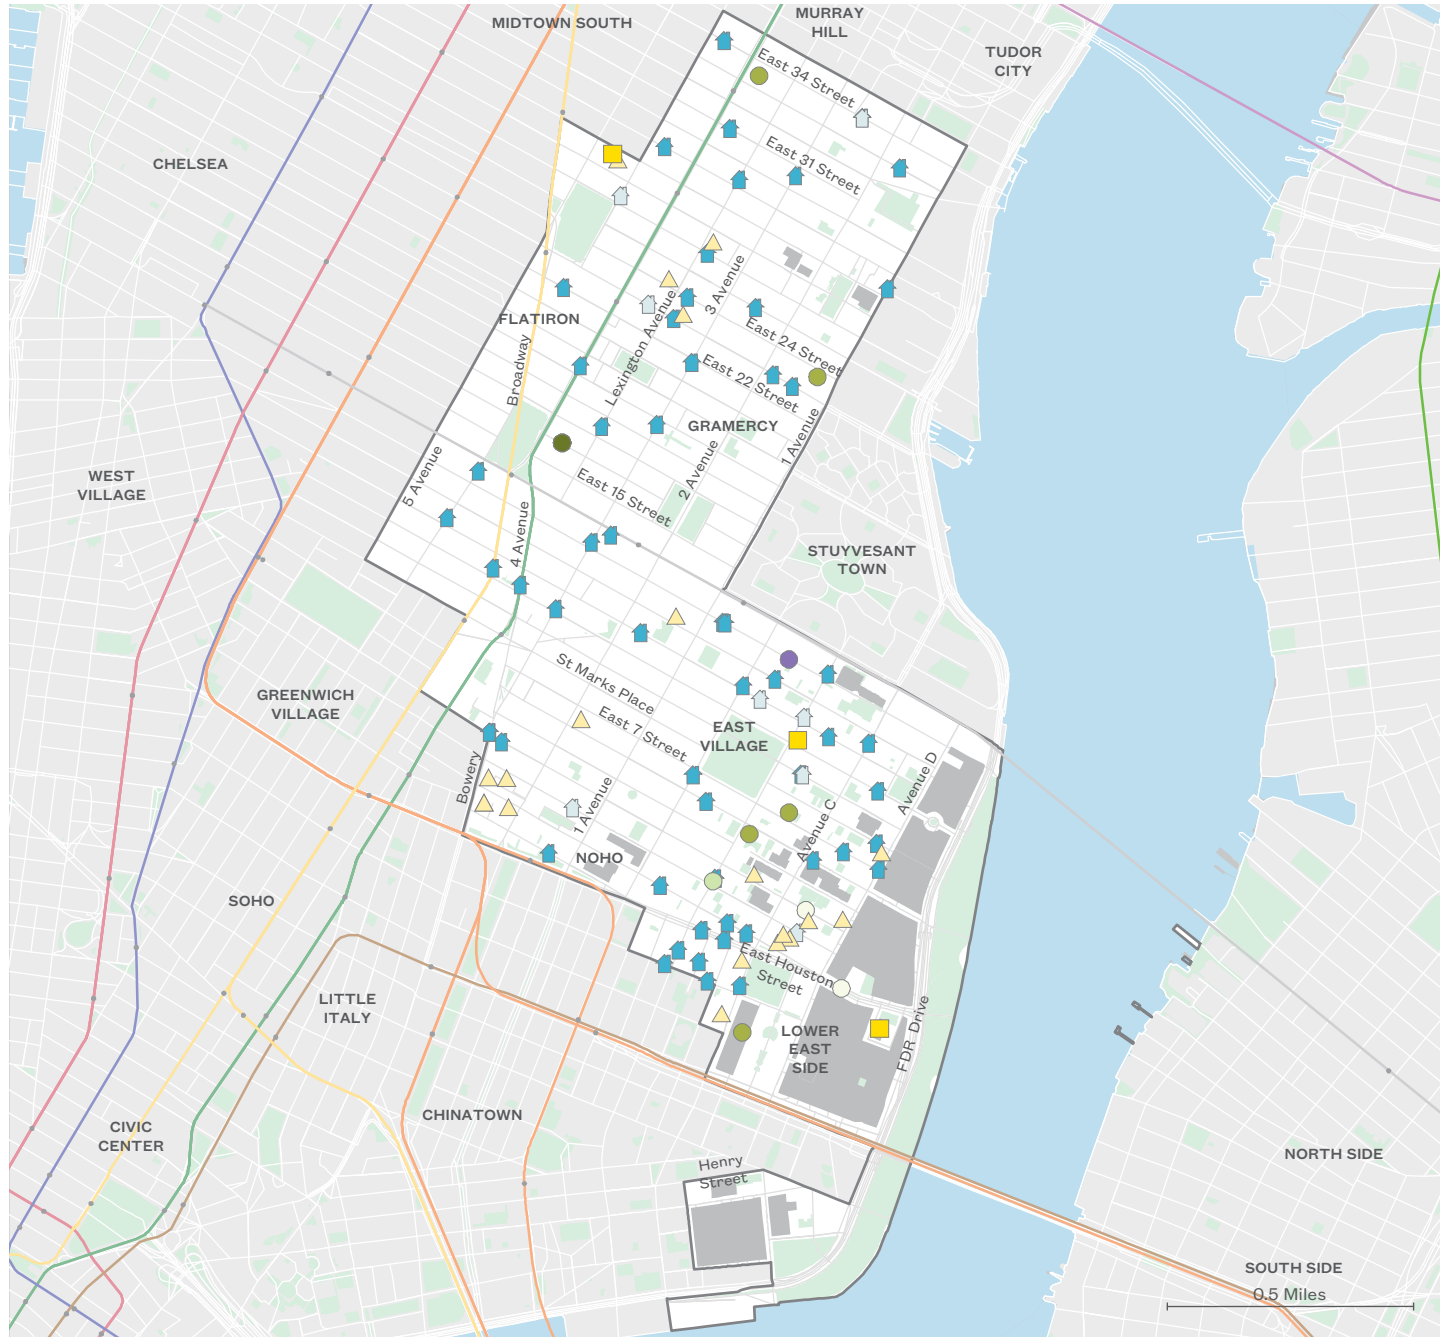 MIDTOWN SOUTH
MURRAY
HILL
TUDOR
CITY
East 34 Street
CHELSEA
East 31 Street
3 Avenue
FLATIRON
Lexington Avenue
East 24 Street
Broadway
East 22 Street
GRAMERCY
1 Avenue
2 Avenue
5 Avenue
WEST
VILLAGE
East 15 Street
4 Avenue
STUYVESANT
TOWN
St Marks Place
GREENWICH
VILLAGE
East 7 Street
EAST
VILLAGE
Bowery
Avenue D
1 Avenue
Avenue C
NOHO
SOHO
East Houston
Street
LITTLE
ITALY
FDR Drive
LOWER
EAST
SIDE
CHINATOWN
CIVIC
CENTER
Henry
Street
NORTH SIDE
SOUTH SIDE
0.5 Miles